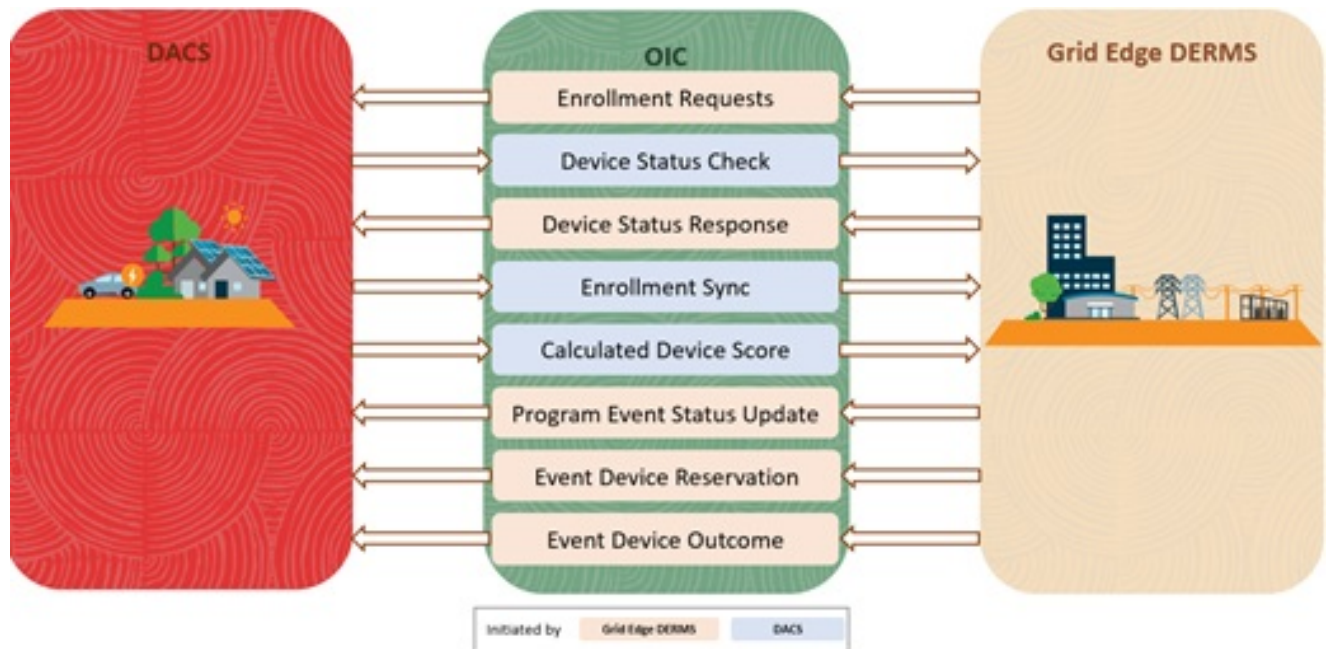 DACS
OIC
Grid Edge DERMS
Enrollment Requests
Device Status Check
Device Status Response
Enrollment Sync
Calculated Device Score
Program Event Status Update
Event Device Reservation
Event Device Outcome
Initiated by Grid Edge DERMS DACS